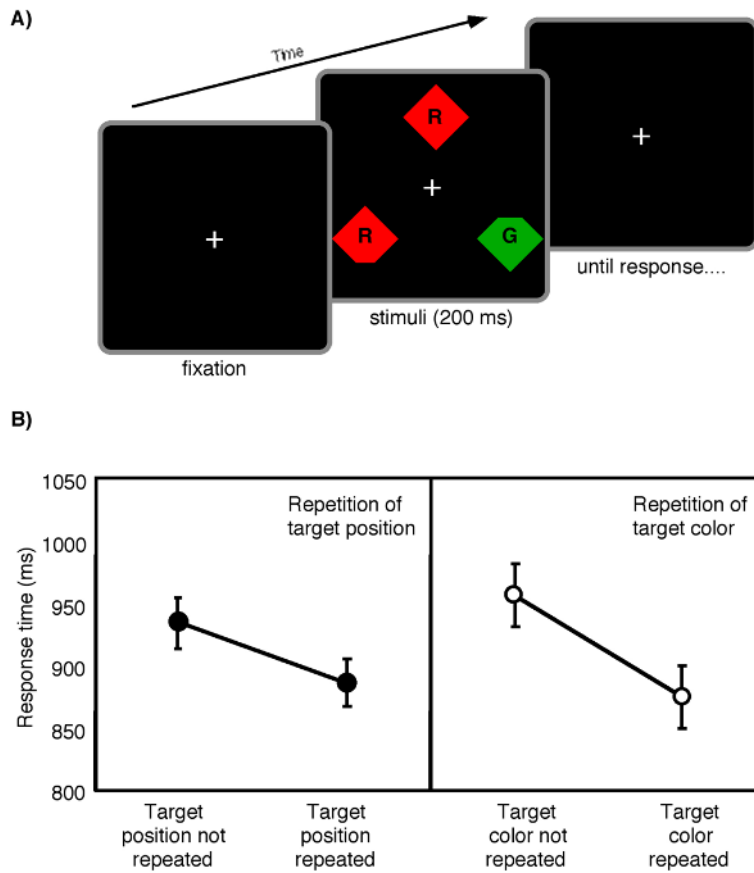 A)
Time
R
+
+
+
R
G
until response....
stimuli (200 ms)
fixation
B)
1050
Repetition of
target position
Repetition of
target color
1000
950
900
850
800
Response time (ms)
Target
position not
repeated
Target
position
repeated
Target
color not
repeated
Target
color
repeated